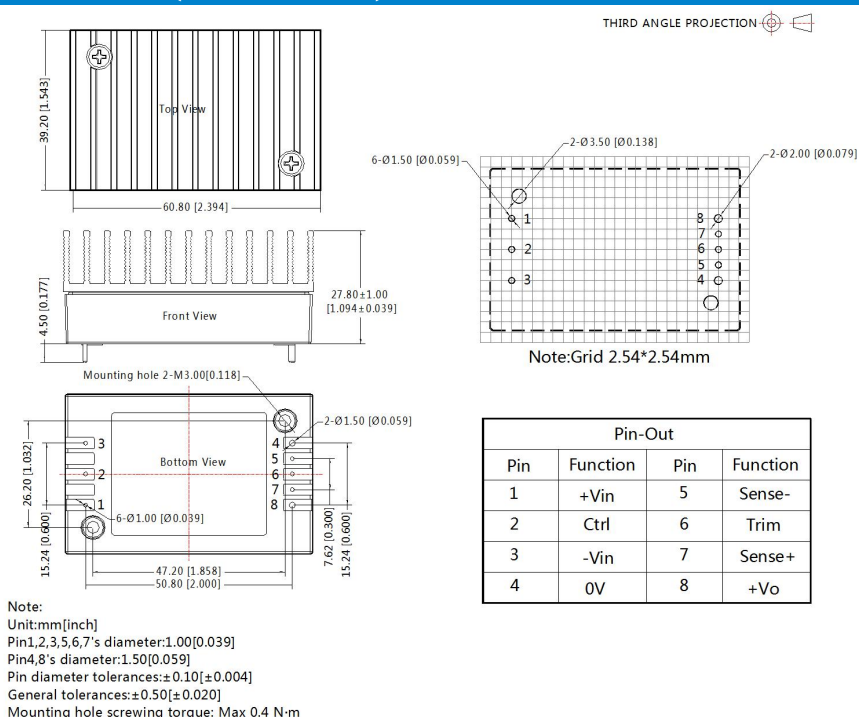 THIRD ANGLE PROJECTION
39.20 [1.543]
Top View
60.80 [2.394]
4.50 [0.177]
Front View
27.80±1.00
[1.094±0.039]
6-Ø1.50 [Ø0.059]
2-Ø3.50 [Ø0.138]
2-Ø2.00 [Ø0.079]
1
2
3
8
7
6
5
4
Note:Grid 2.54*2.54mm
Mounting hole 2-M3.00[0.118]
2-Ø1.50 [Ø0.059]
26.20 [1.032]
15.24 [0.600]
3
2
1
Bottom View
4
5
6
7
8
6-Ø1.00 [Ø0.039]
7.62 [0.300]
15.24 [0.600]
47.20 [1.858]
50.80 [2.000]
Pin-Out
Pin Function Pin Function
1 +Vin 5 Sense-
2 Ctrl 6 Trim
3 -Vin 7 Sense+
4 0V 8 +Vo
Note:
Unit:mm[inch]
Pin1,2,3,5,6,7's diameter:1.00[0.039]
Pin4,8's diameter:1.50[0.059]
Pin diameter tolerances:±0.10[±0.004]
General tolerances:±0.50[±0.020]
Mounting hole screwing torque: Max 0.4 N·m